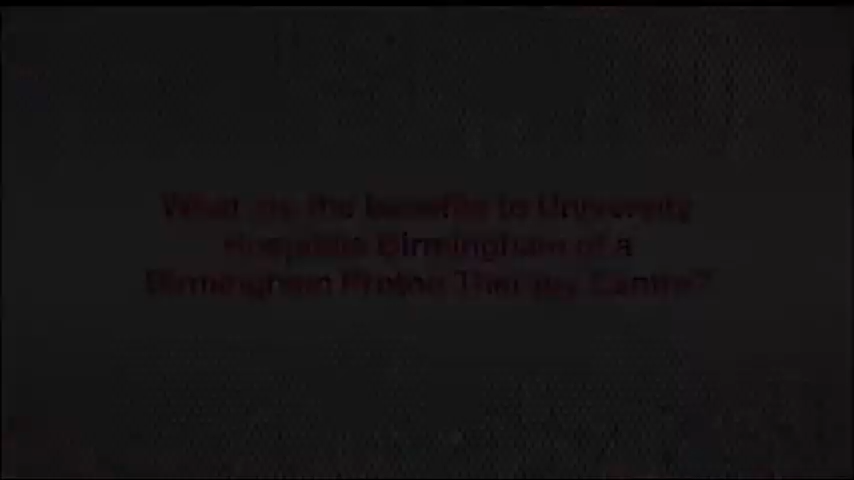 What are the benefits to University
Hospitals Birmingham of a
Birmingham Proton Therapy Centre?